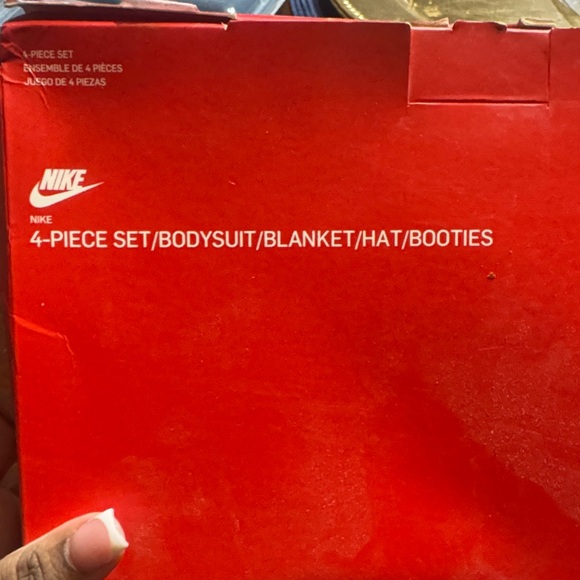 4-PIECE SET
ENSEMBLE DE 4 PIÈCES
JUEGO DE 4 PIEZAS
NIKE
NIKE
4-PIECE SET/BODYSUIT/BLANKET/HAT/BOOTIES